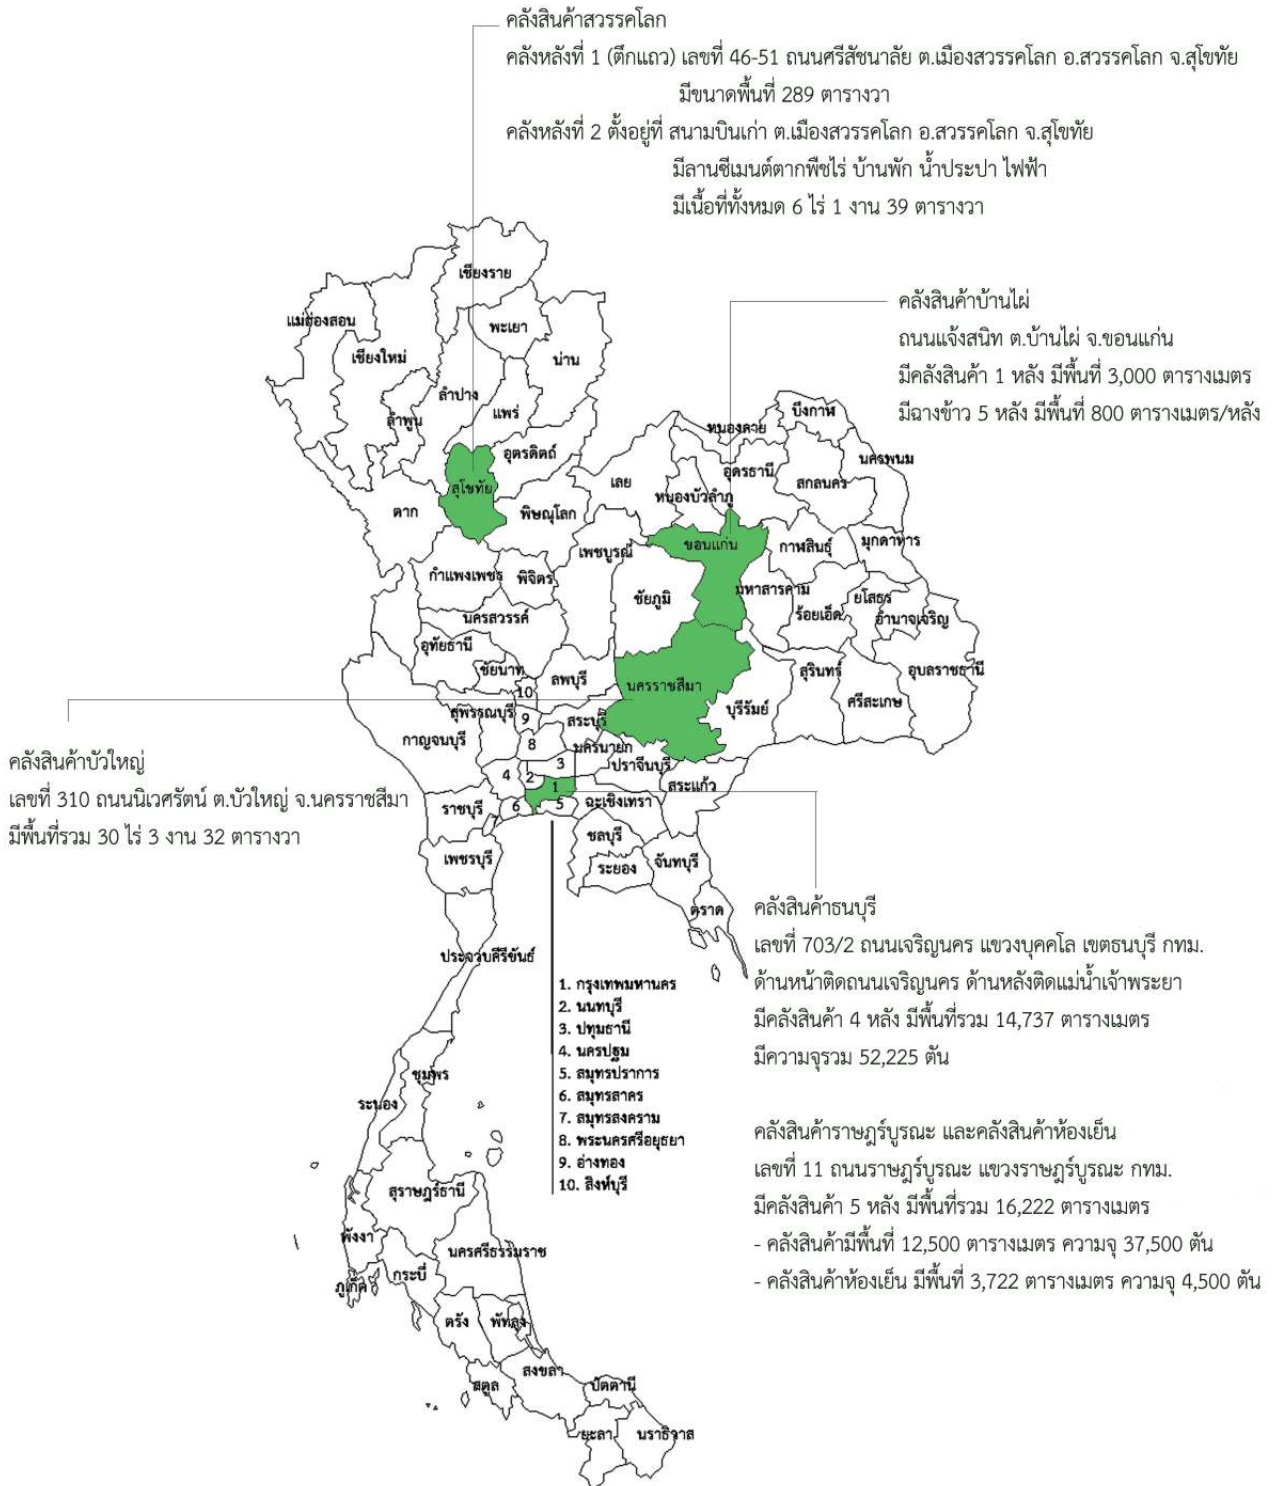 คลังสินค้าสวรรคโลก
คลังหลังที่ 1 (ตึกแถว) เลขที่ 46-51 ถนนศรีสัชนาลัย ต.เมืองสวรรคโลก อ.สวรรคโลก จ.สุโขทัย
มีขนาดพื้นที่ 289 ตารางวา
คลังหลังที่ 2 ตั้งอยู่ที่ สนามบินเก่า ต.เมืองสวรรคโลก อ.สวรรคโลก จ.สุโขทัย
มีลานซีเมนต์ตากพืชไร่ บ้านพัก น้ำประปา ไฟฟ้า
มีเนื้อที่ทั้งหมด 6 ไร่ 1 งาน 39 ตารางวา
คลังสินค้าบ้านไผ่
ถนนแจ้งสนิท ต.บ้านไผ่ จ.ขอนแก่น
มีคลังสินค้า 1 หลัง มีพื้นที่ 3,000 ตารางเมตร
มีฉางข้าว 5 หลัง มีพื้นที่ 800 ตารางเมตร/หลัง
เชียงราย
แม่ฮ่องสอน
พะเยา
เชียงใหม่
น่าน
ลำปาง
แพร่
ลำพูน
บึงกาฬ
หนองคาย
อุตรดิตถ์
นครพนม
อุดรธานี
เลย
สกลนคร
สุโขทัย
หนองบัวลำภู
ตาก
พิษณุโลก
ขอนแก่น
กาฬสินธุ์
มุกดาหาร
เพชบูรณ์
กำแพงเพชร
พิจิตร
มหาสารคาม
ชัยภูมิ
ยโสธร
ร้อยเอ็ด
อำนาจเจริญ
นครสวรรค์
อุทัยธานี
ชัยนาท
ลพบุรี
นครราชสีมา
สุรินทร์
อุบลราชธานี
10
สุพรรณบุรี
9
สระบุรี
บุรีรัมย์
ศรีสะเกษ
กาญจนบุรี
8
นครนายก
3
ปราจีนบุรี
4
2
1
สระแก้ว
ราชบุรี
6
5
ฉะเชิงเทรา
7
ชลบุรี
เพชรบุรี
ระยอง
จันทบุรี
ตราด
คลังสินค้าบัวใหญ่
เลขที่ 310 ถนนนิเวศรัตน์ ต.บัวใหญ่ จ.นครราชสีมา
มีพื้นที่รวม 30 ไร่ 3 งาน 32 ตารางวา
คลังสินค้าธนบุรี
เลขที่ 703/2 ถนนเจริญนคร แขวงบุคคโล เขตธนบุรี กทม.
ด้านหน้าติดถนนเจริญนคร ด้านหลังติดแม่น้ำเจ้าพระยา
มีคลังสินค้า 4 หลัง มีพื้นที่รวม 14,737 ตารางเมตร
มีความจุรวม 52,225 ตัน
ประจวบคีรีขันธ์
1. กรุงเทพมหานคร
2. นนทบุรี
3. ปทุมธานี
4. นครปฐม
5. สมุทรปราการ
6. สมุทรสาคร
7. สมุทรสงคราม
8. พระนครศรีอยุธยา
9. อ่างทอง
10. สิงห์บุรี
คลังสินค้าราษฎร์บูรณะ และคลังสินค้าห้องเย็น
เลขที่ 11 ถนนราษฎร์บูรณะ แขวงราษฎร์บูรณะ กทม.
มีคลังสินค้า 5 หลัง มีพื้นที่รวม 16,222 ตารางเมตร
- คลังสินค้ามีพื้นที่ 12,500 ตารางเมตร ความจุ 37,500 ตัน
- คลังสินค้าห้องเย็น มีพื้นที่ 3,722 ตารางเมตร ความจุ 4,500 ตัน
ชุมพร
ระนอง
สุราษฎร์ธานี
พังงา
นครศรีธรรมราช
กระบี่
ภูเก็ต
ตรัง
พัทลุง
สงขลา
สตูล
ปัตตานี
ยะลา
นราธิวาส